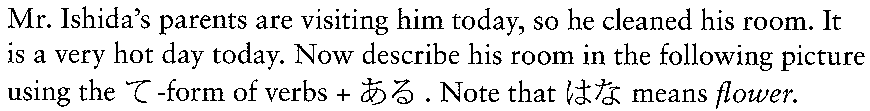 Mr. Ishida's parents are visiting him today, so he cleaned his room. It
is a very hot day today. Now describe his room in the following picture
using the て-form of verbs + ある. Note that はな means flower.